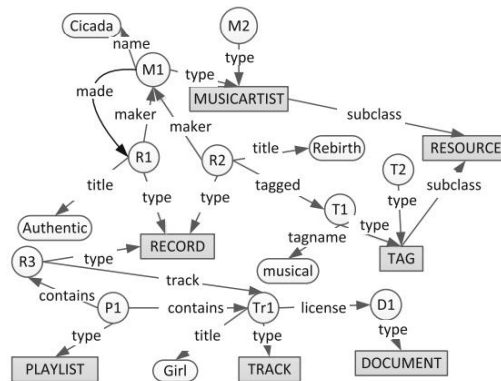 Cicada
M2
name
type
M1
type
MUSICARTIST
made
subclass
maker
maker
RESOURCE
title
Rebirth
R1
R2
T2
title
type
type
tagged
subclass
type
T1
type
Authentic
tagname
RECORD
TAG
R3
type
musical
track
contains
P1
contains
Tr1
license
D1
type
title
type
type
PLAYLIST
Girl
TRACK
DOCUMENT